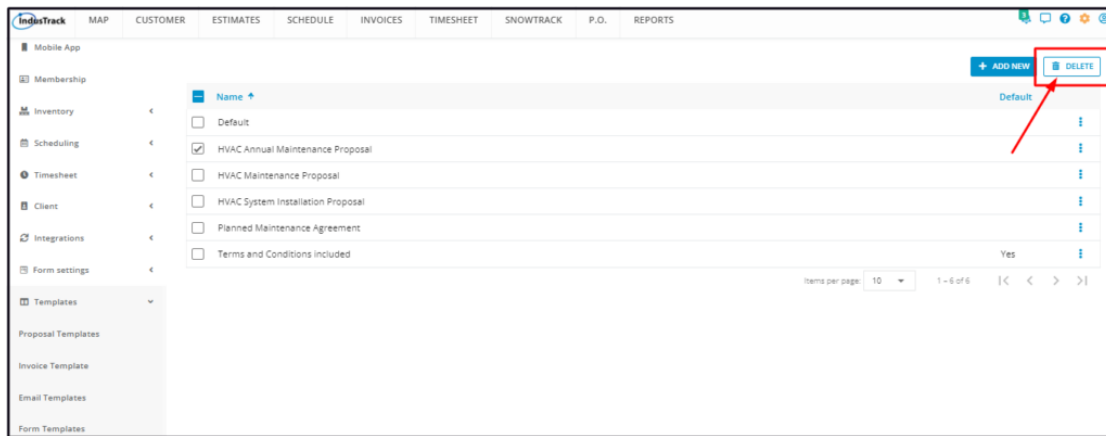 IndusTrack MAP CUSTOMER ESTIMATES SCHEDULE INVOICES TIMESHEET SNOWTRACK P.O. REPORTS 3
Mobile App
Membership
Inventory
Scheduling
Timesheet
Client
Integrations
Form settings
Templates
Proposal Templates
Invoice Template
Email Templates
Form Templates
+ ADD NEW DELETE
Name Default
Default
HVAC Annual Maintenance Proposal
HVAC Maintenance Proposal
HVAC System Installation Proposal
Planned Maintenance Agreement
Terms and Conditions included Yes
Items per page: 10 1 – 6 of 6